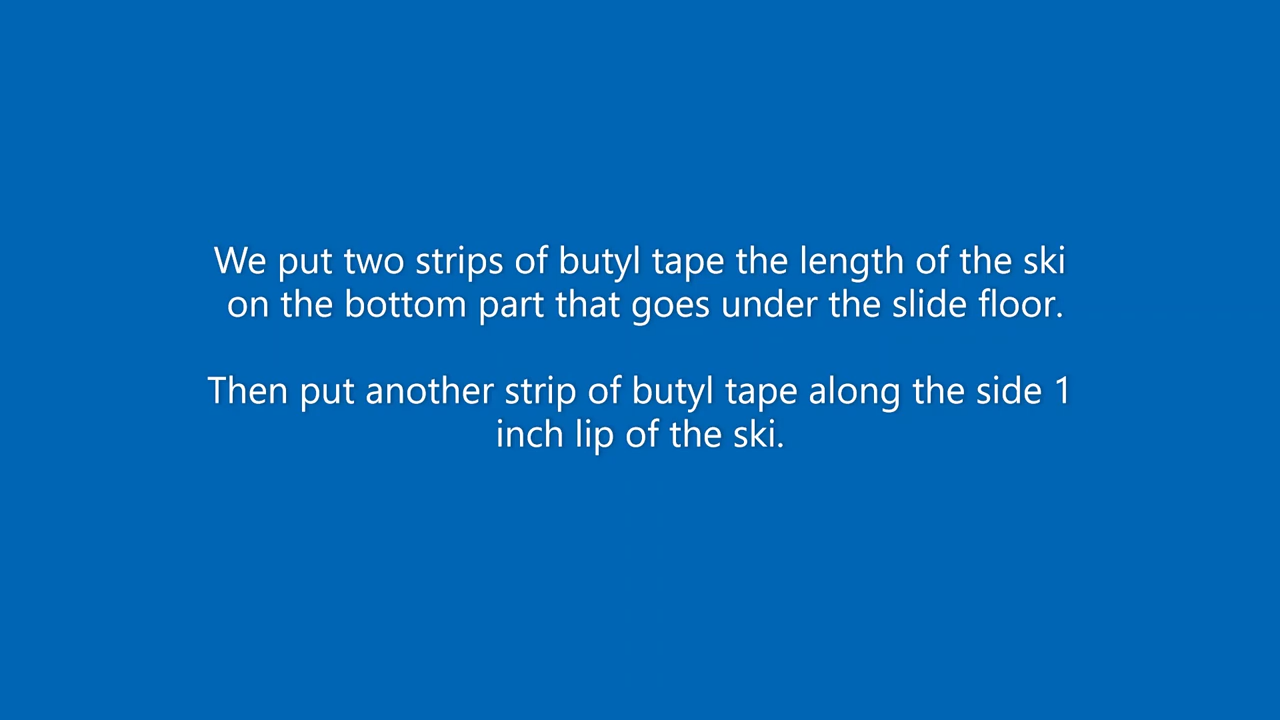 We put two strips of butyl tape the length of the ski
on the bottom part that goes under the slide floor.
Then put another strip of butyl tape along the side 1
inch lip of the ski.